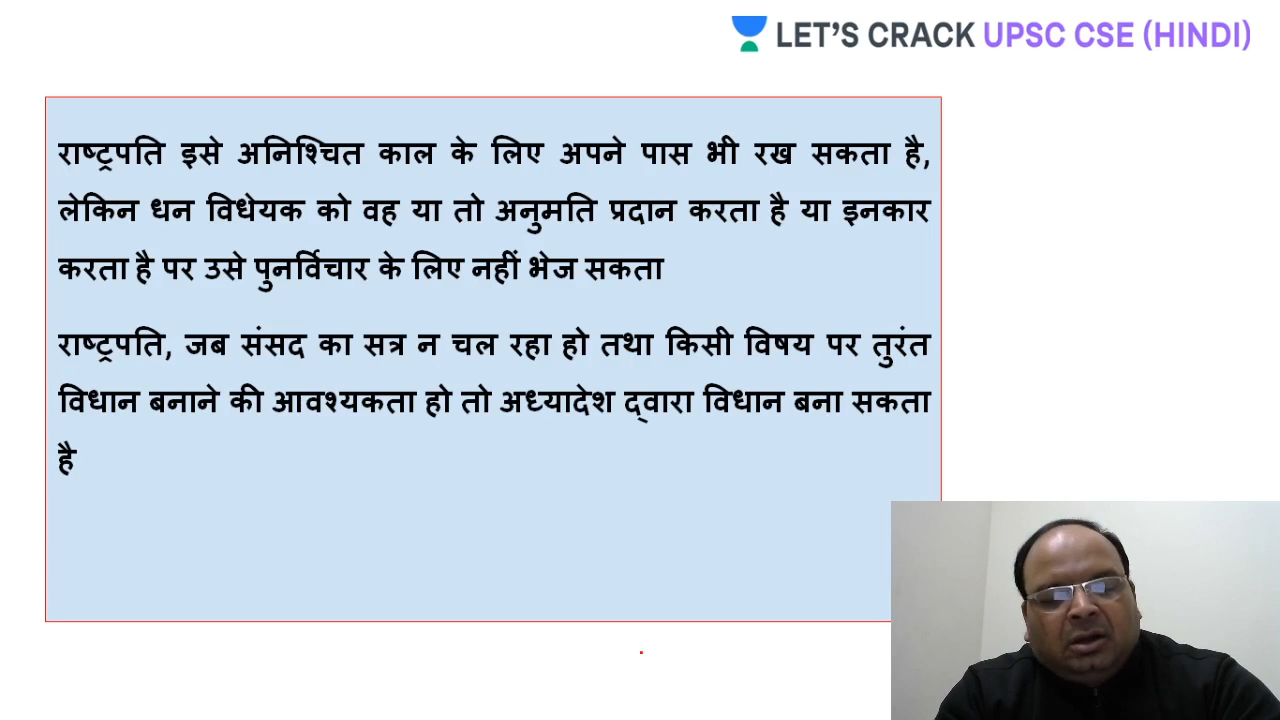 LET'S CRACK UPSC CSE (HINDI)
राष्ट्रपति इसे अनिश्चित काल के लिए अपने पास भी रख सकता है,
लेकिन धन विधेयक को वह या तो अनुमति प्रदान करता है या इनकार
करता है पर उसे पुनर्विचार के लिए नहीं भेज सकता
राष्ट्रपति, जब संसद का सत्र न चल रहा हो तथा किसी विषय पर तुरंत
विधान बनाने की आवश्यकता हो तो अध्यादेश द्वारा विधान बना सकता
है